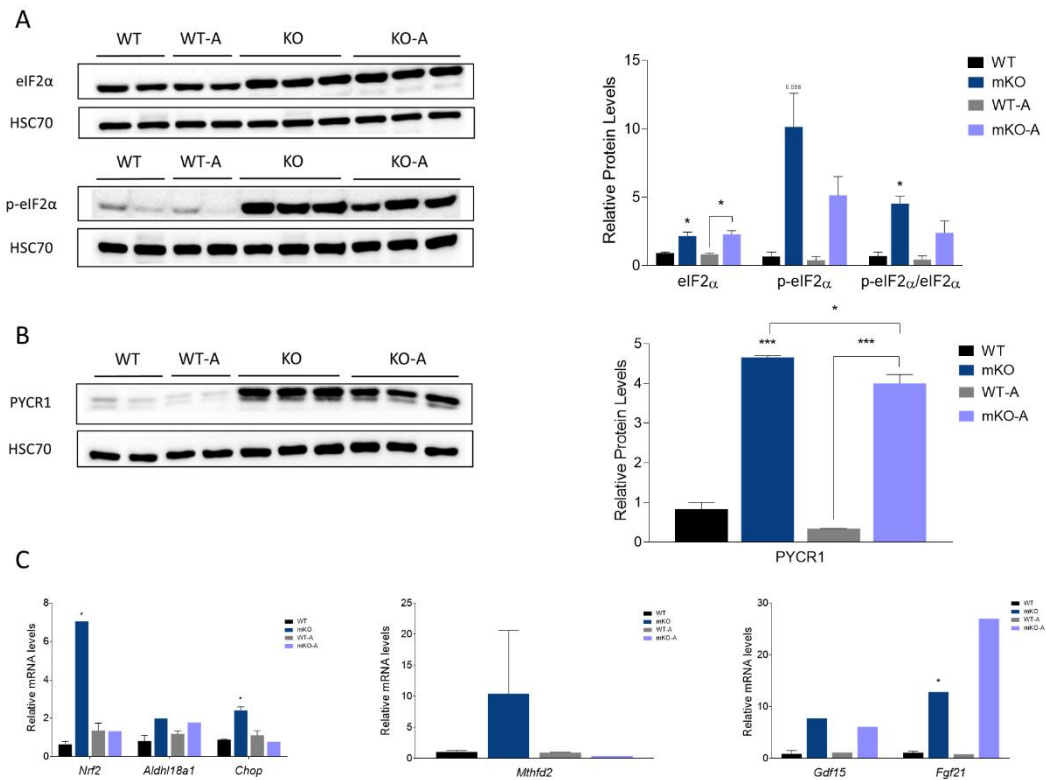 A
WT WT-A KO KO-A
eIF2α
HSC70
WT WT-A KO KO-A
p-eIF2α
HSC70
Relative Protein Levels
15
10
5
0
0.056
*
*
*
eIF2α p-eIF2α p-eIF2α/eIF2α
WT
mKO
WT-A
mKO-A
B
WT WT-A KO KO-A
PYCR1
HSC70
Relative Protein Levels
5
4
3
2
1
0
*
***
***
PYCR1
WT
mKO
WT-A
mKO-A
C
Relative mRNA levels
8
6
4
2
0
*
*
Nrf2 Aldhl18a1 Chop
WT
mKO
WT-A
mKO-A
Relative mRNA levels
25
20
15
10
5
0
Mthfd2
WT
mKO
WT-A
mKO-A
Relative mRNA levels
30
20
10
0
*
Gdf15 Fgf21
WT
mKO
WT-A
mKO-A